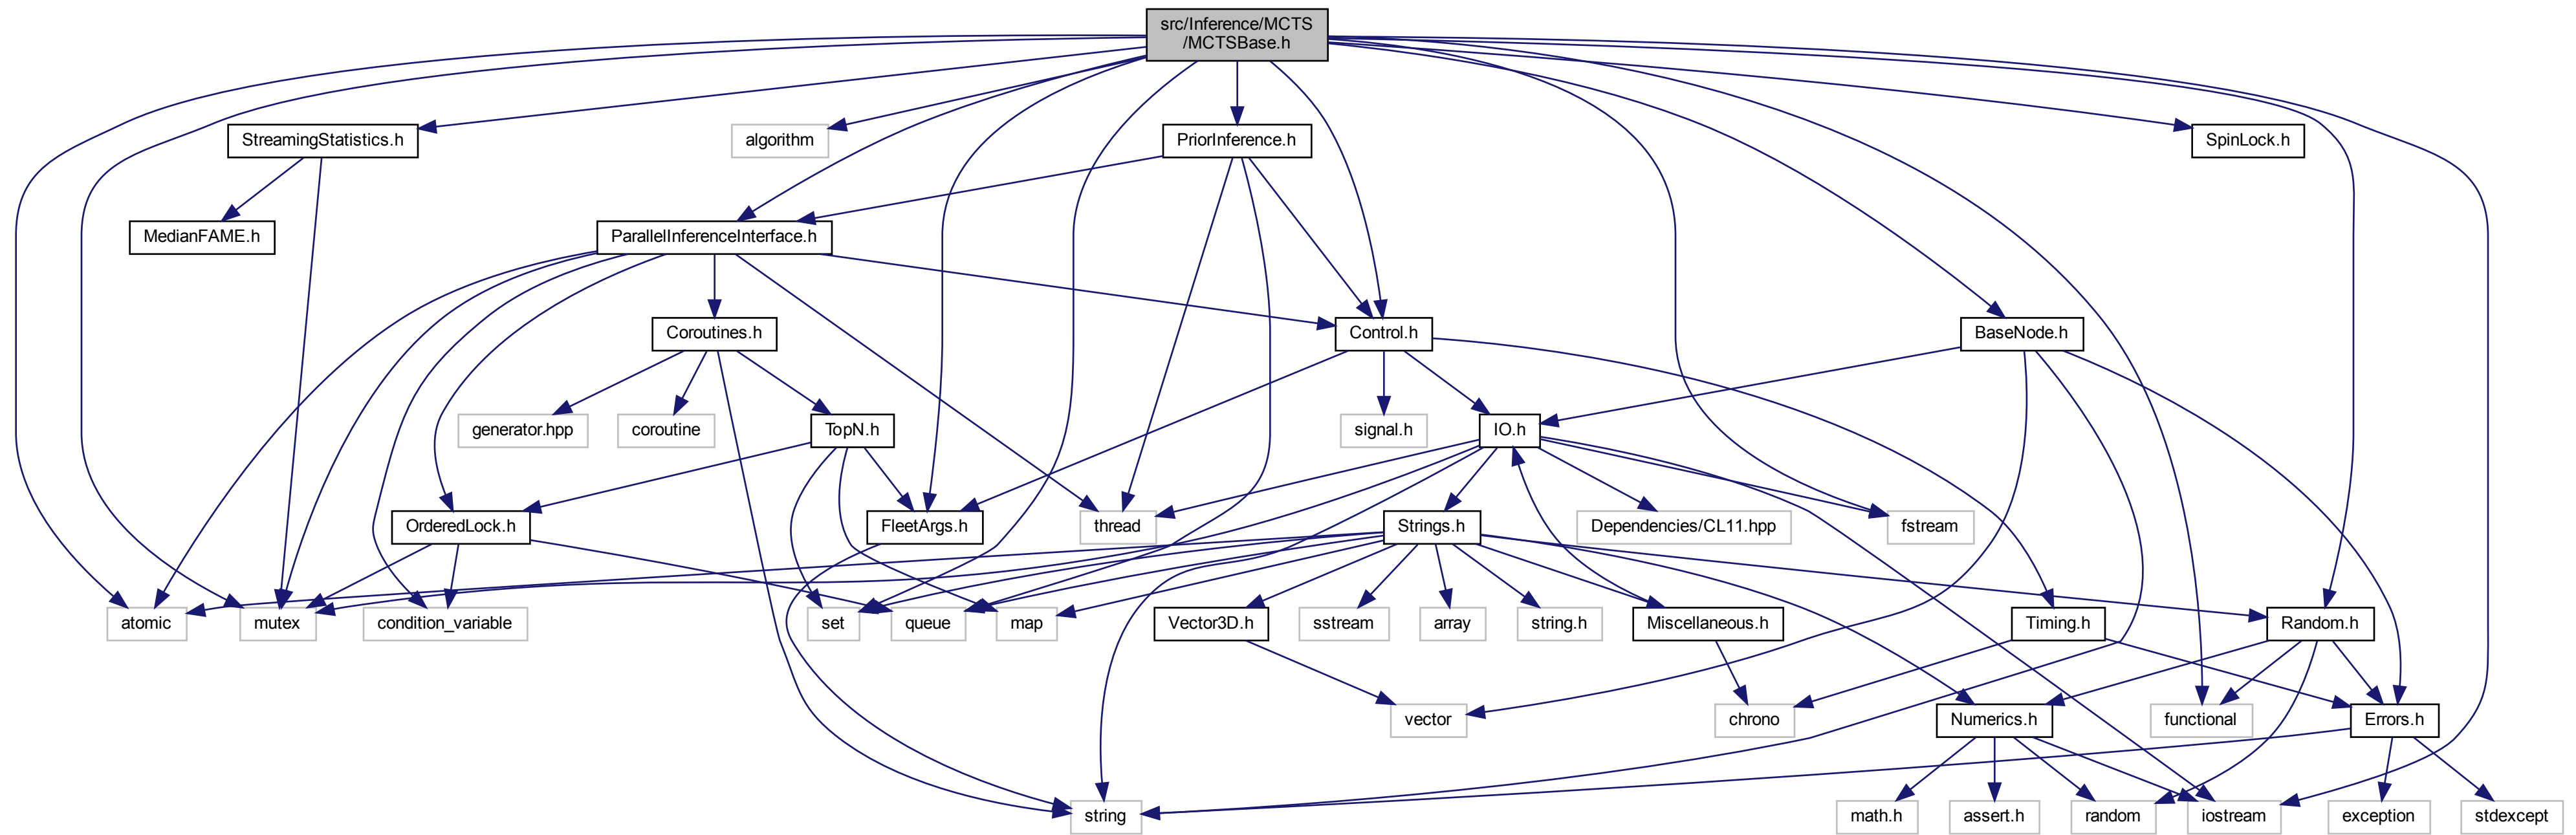 src/Inference/MCTS
/MCTSBase.h
StreamingStatistics.h
algorithm
PriorInference.h
SpinLock.h
MedianFAME.h
ParallelInferenceInterface.h
Coroutines.h
Control.h
BaseNode.h
generator.hpp
coroutine
TopN.h
signal.h
IO.h
OrderedLock.h
FleetArgs.h
thread
Strings.h
Dependencies/CL11.hpp
fstream
atomic
mutex
condition_variable
set
queue
map
Vector3D.h
sstream
array
string.h
Miscellaneous.h
Timing.h
Random.h
vector
chrono
Numerics.h
functional
Errors.h
string
math.h
assert.h
random
iostream
exception
stdexcept